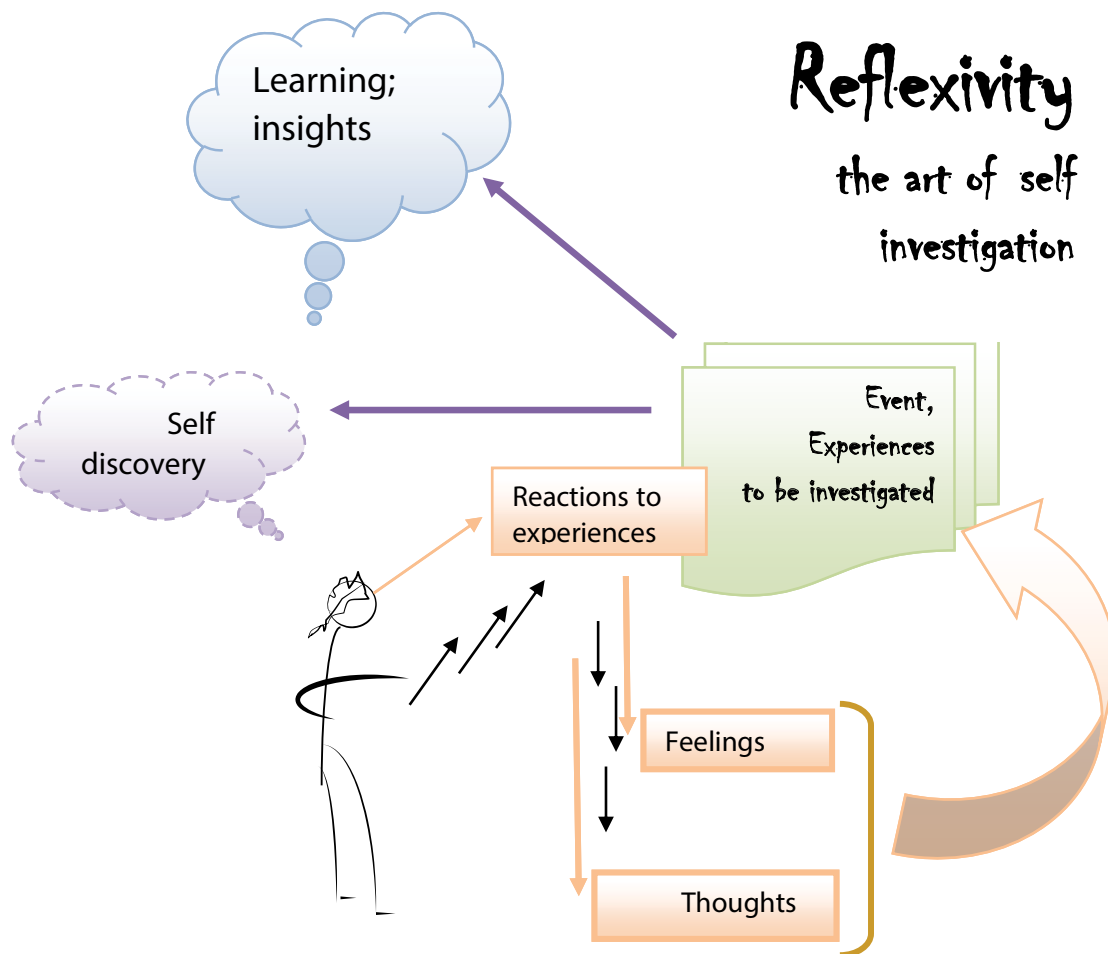 Reflexivity
the art of self
investigation
Learning;
insights
Self
discovery
Event,
Experiences
to be investigated
Reactions to
experiences
Feelings
Thoughts